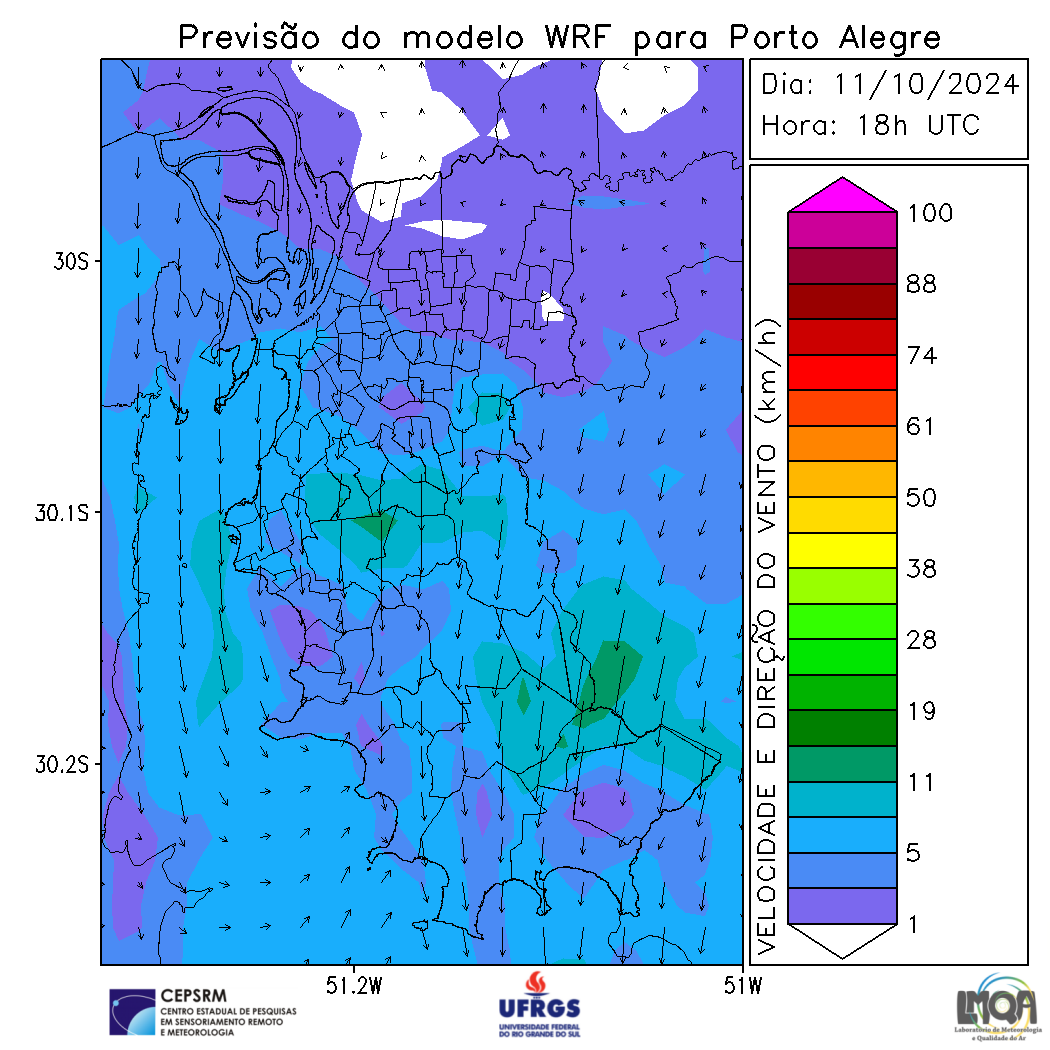 Previsão do modelo WRF para Porto Alegre
Dia: 11/10/2024
Hora: 18h UTC
30S
30.1S
30.2S
51.2W
51W
VELOCIDADE E DIREÇÃO DO VENTO (km/h)
100
88
74
61
50
38
28
19
11
5
1
CEPSRM
CENTRO ESTADUAL DE PESQUISAS
EM SENSORIAMENTO REMOTO
E METEOROLOGIA
UFRGS
UNIVERSIDADE FEDERAL
DO RIO GRANDE DO SUL
LMQA
Laboratório de Meteorologia
e Qualidade do Ar